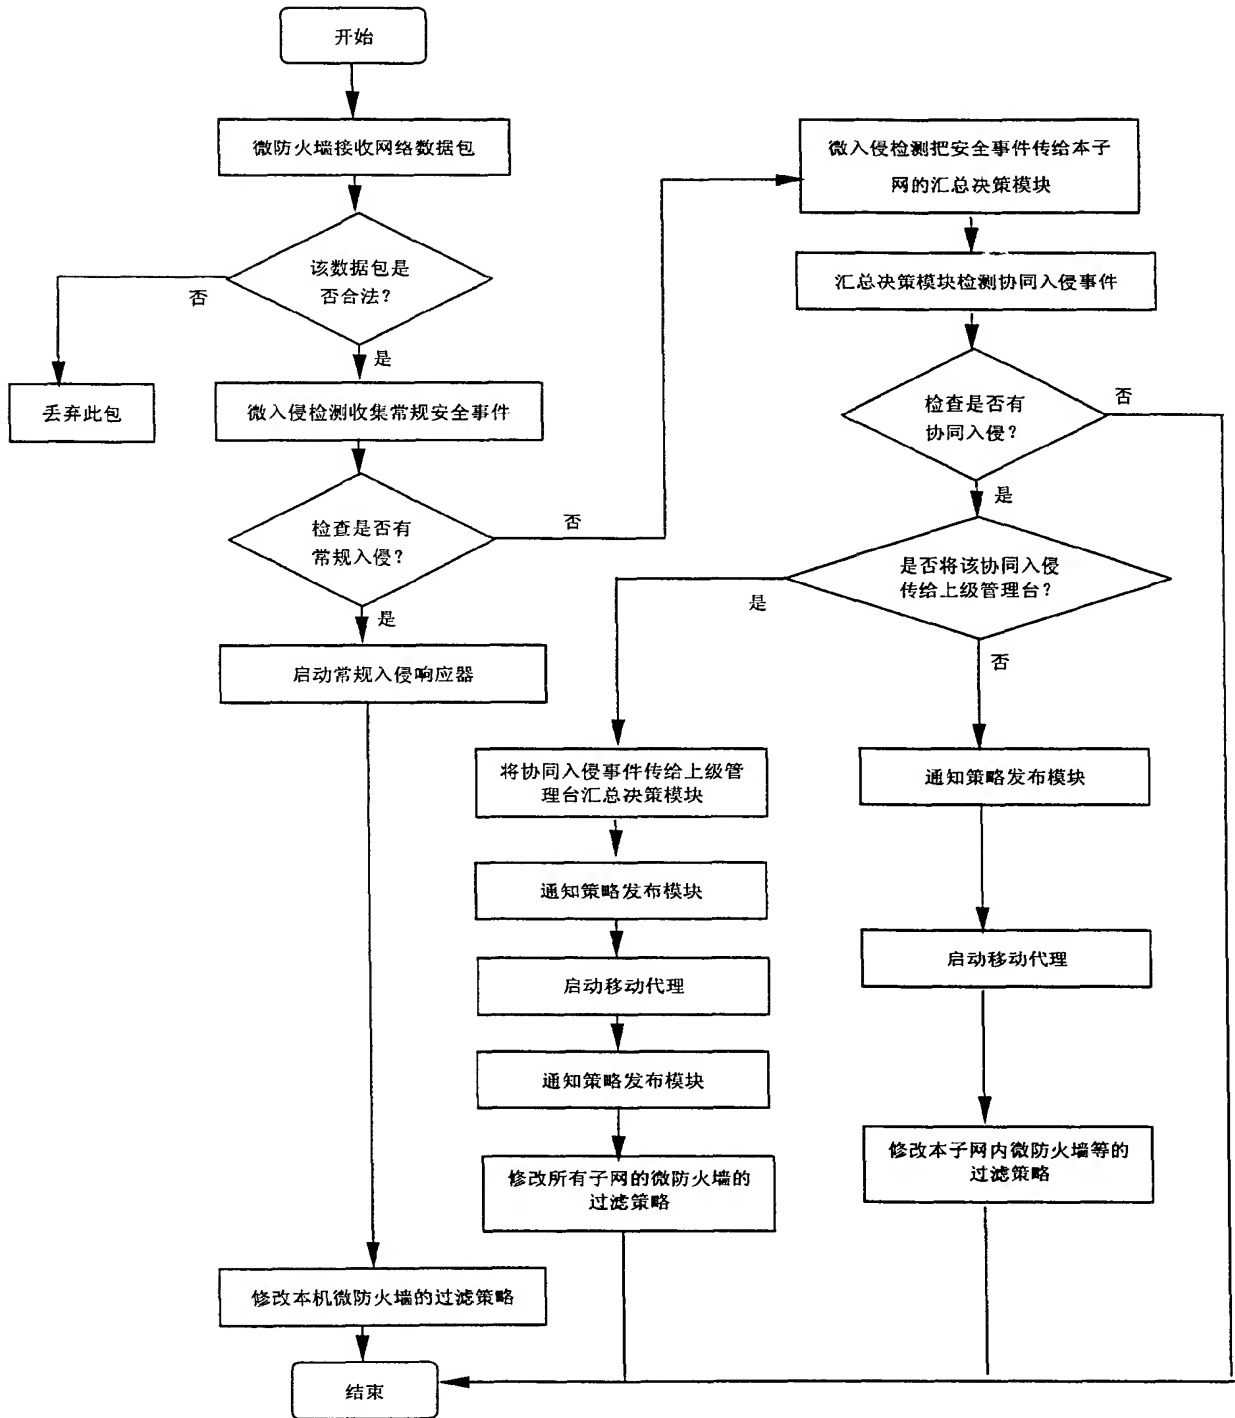 开始
微防火墙接收网络数据包
该数据包是
否合法？
否
是
丢弃此包
微入侵检测收集常规安全事件
检查是否有
常规入侵？
否
是
启动常规入侵响应器
修改本机微防火墙的过滤策略
结束
微入侵检测把安全事件传给本子
网的汇总决策模块
汇总决策模块检测协同入侵事件
检查是否有
协同入侵？
否
是
是否将该协同入侵
传给上级管理台？
是
否
将协同入侵事件传给上级管
理台汇总决策模块
通知策略发布模块
启动移动代理
通知策略发布模块
修改所有子网的微防火墙的
过滤策略
通知策略发布模块
启动移动代理
修改本子网内微防火墙等的
过滤策略